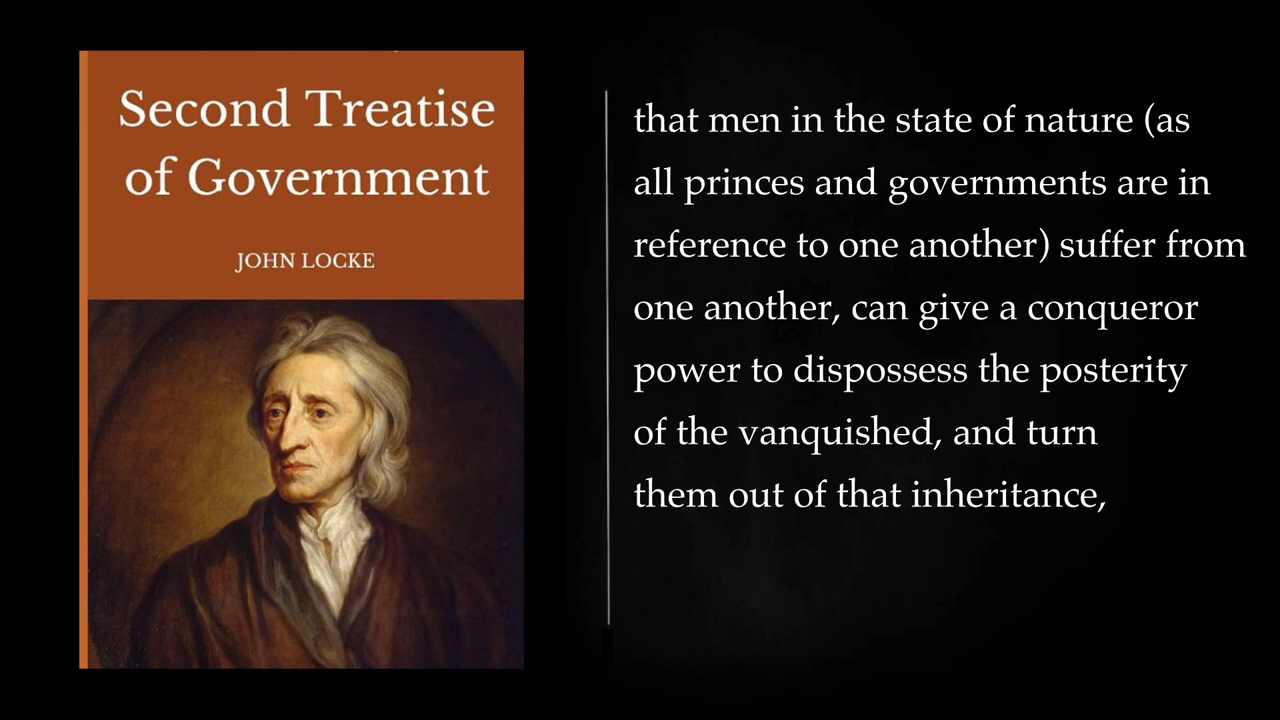 Second Treatise
of Government
JOHN LOCKE
that men in the state of nature (as
all princes and governments are in
reference to one another) suffer from
one another, can give a conqueror
power to dispossess the posterity
of the vanquished, and turn
them out of that inheritance,